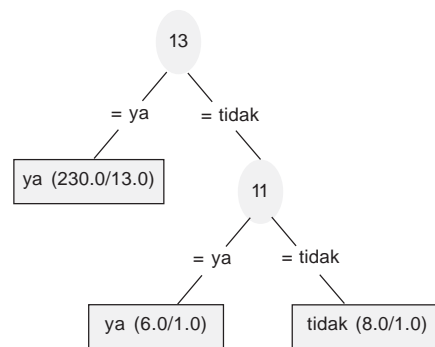 13
= ya
= tidak
ya (230.0/13.0)
11
= ya
= tidak
ya (6.0/1.0)
tidak (8.0/1.0)